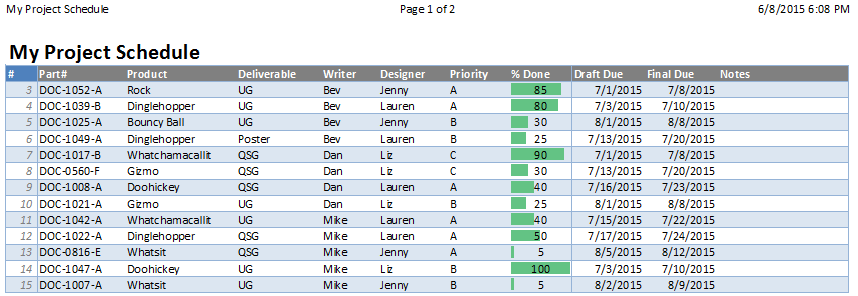 My Project Schedule Page 1 of 2 6/8/2015 6:08 PM
My Project Schedule
# Part# Product Deliverable Writer Designer Priority % Done Draft Due Final Due Notes
3 DOC-1052-A Rock UG Bev Jenny A 85 7/1/2015 7/8/2015
4 DOC-1039-B Dinglehopper UG Bev Lauren A 80 7/3/2015 7/10/2015
5 DOC-1025-A Bouncy Ball UG Bev Jenny B 30 8/1/2015 8/8/2015
6 DOC-1049-A Dinglehopper Poster Bev Lauren B 25 7/13/2015 7/20/2015
7 DOC-1017-B Whatchamacallit QSG Dan Liz C 90 7/1/2015 7/8/2015
8 DOC-0560-F Gizmo QSG Dan Liz C 30 7/13/2015 7/20/2015
9 DOC-1008-A Doohickey QSG Dan Lauren A 40 7/16/2015 7/23/2015
10 DOC-1021-A Gizmo UG Dan Liz B 25 8/1/2015 8/8/2015
11 DOC-1042-A Whatchamacallit UG Mike Lauren A 40 7/15/2015 7/22/2015
12 DOC-1022-A Dinglehopper QSG Mike Lauren A 50 7/17/2015 7/24/2015
13 DOC-0816-E Whatsit QSG Mike Jenny A 5 8/5/2015 8/12/2015
14 DOC-1047-A Doohickey UG Mike Liz B 100 7/3/2015 7/10/2015
15 DOC-1007-A Whatsit UG Mike Jenny B 5 8/2/2015 8/9/2015